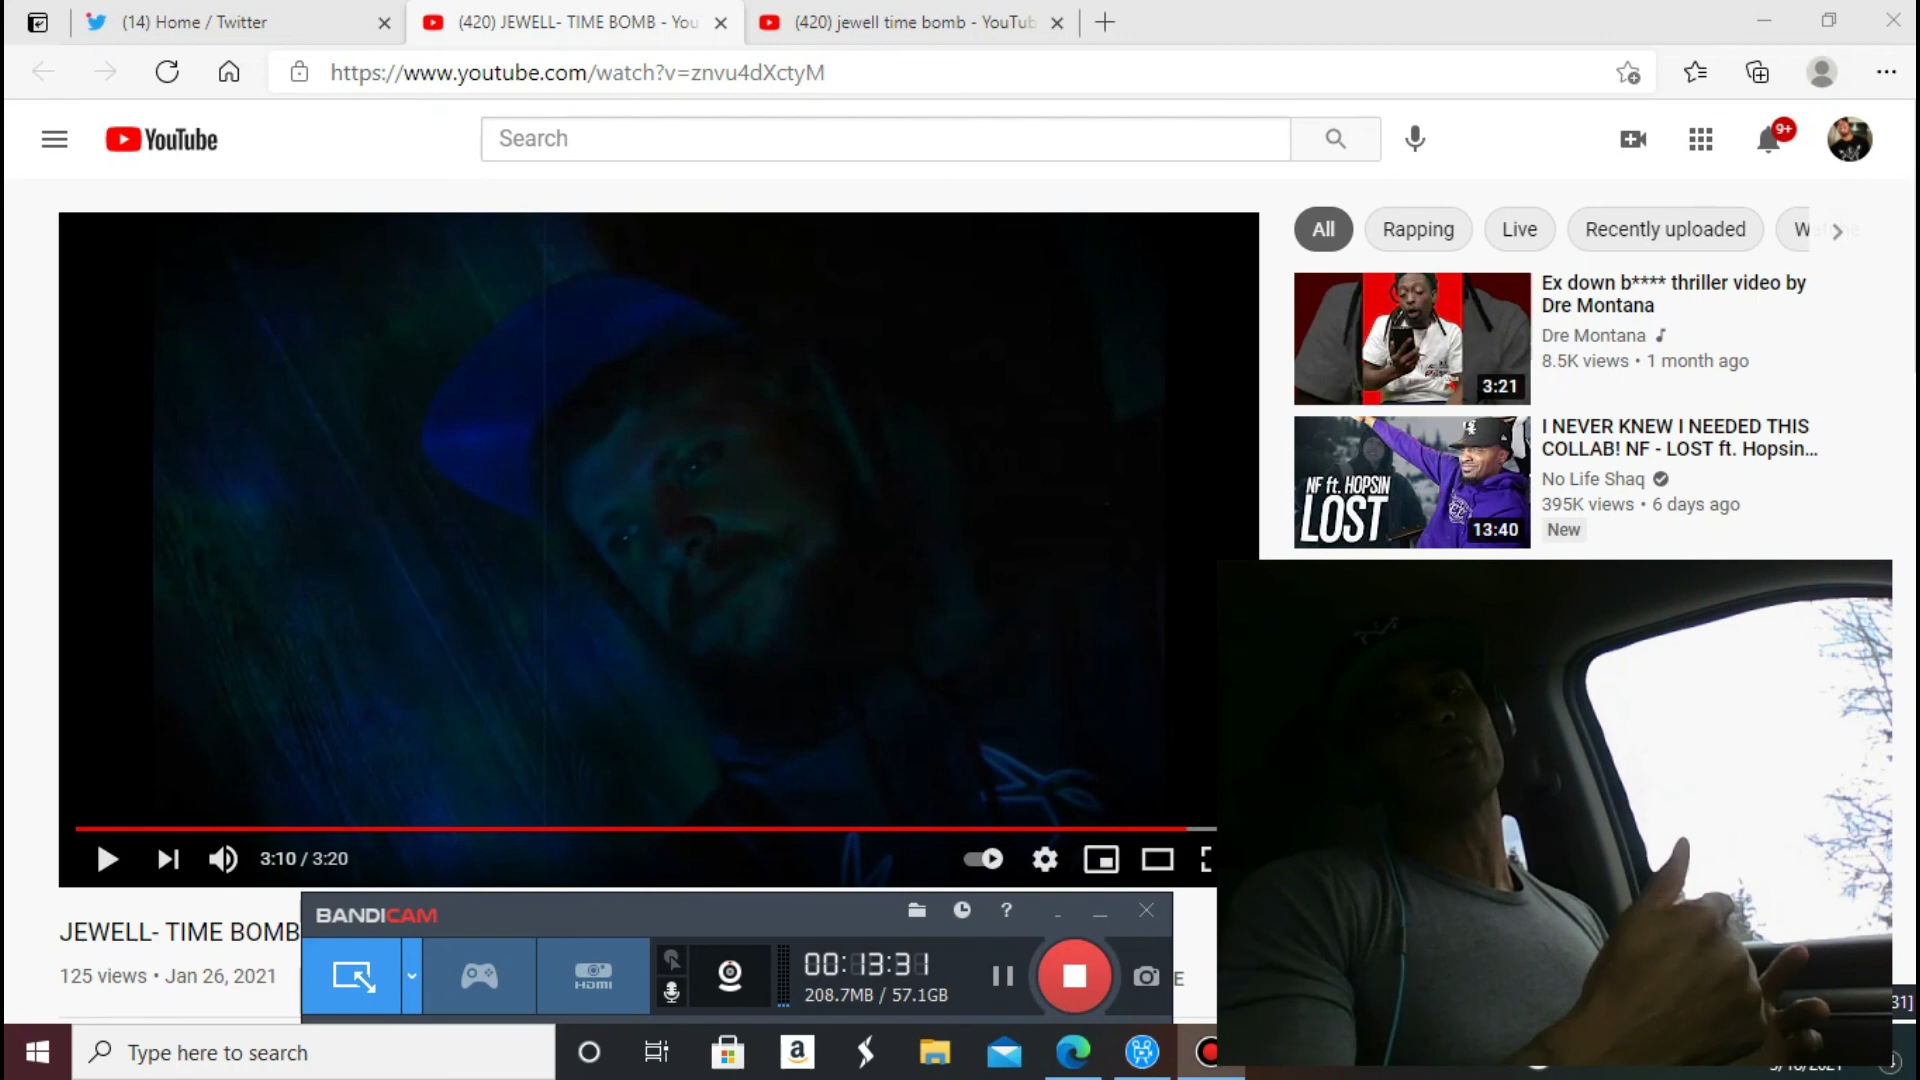 (14) Home / Twitter
(420) JEWELL- TIME BOMB - You
(420) jewell time bomb - YouTub
https://www.youtube.com/watch?v=znvu4dXctyM
YouTube
Search
9+
All
Rapping
Live
Recently uploaded
Ex down b**** thriller video by
Dre Montana
Dre Montana
8.5K views • 1 month ago
3:21
I NEVER KNEW I NEEDED THIS
COLLAB! NF - LOST ft. Hopsin...
No Life Shaq
395K views • 6 days ago
New
NF ft. HOPSIN
LOST
13:40
3:10 / 3:20
JEWELL- TIME BOMB
125 views • Jan 26, 2021
BANDICAM
?
HDMI
00:13:31
208.7MB / 57.1GB
E
31]
Type here to search
a